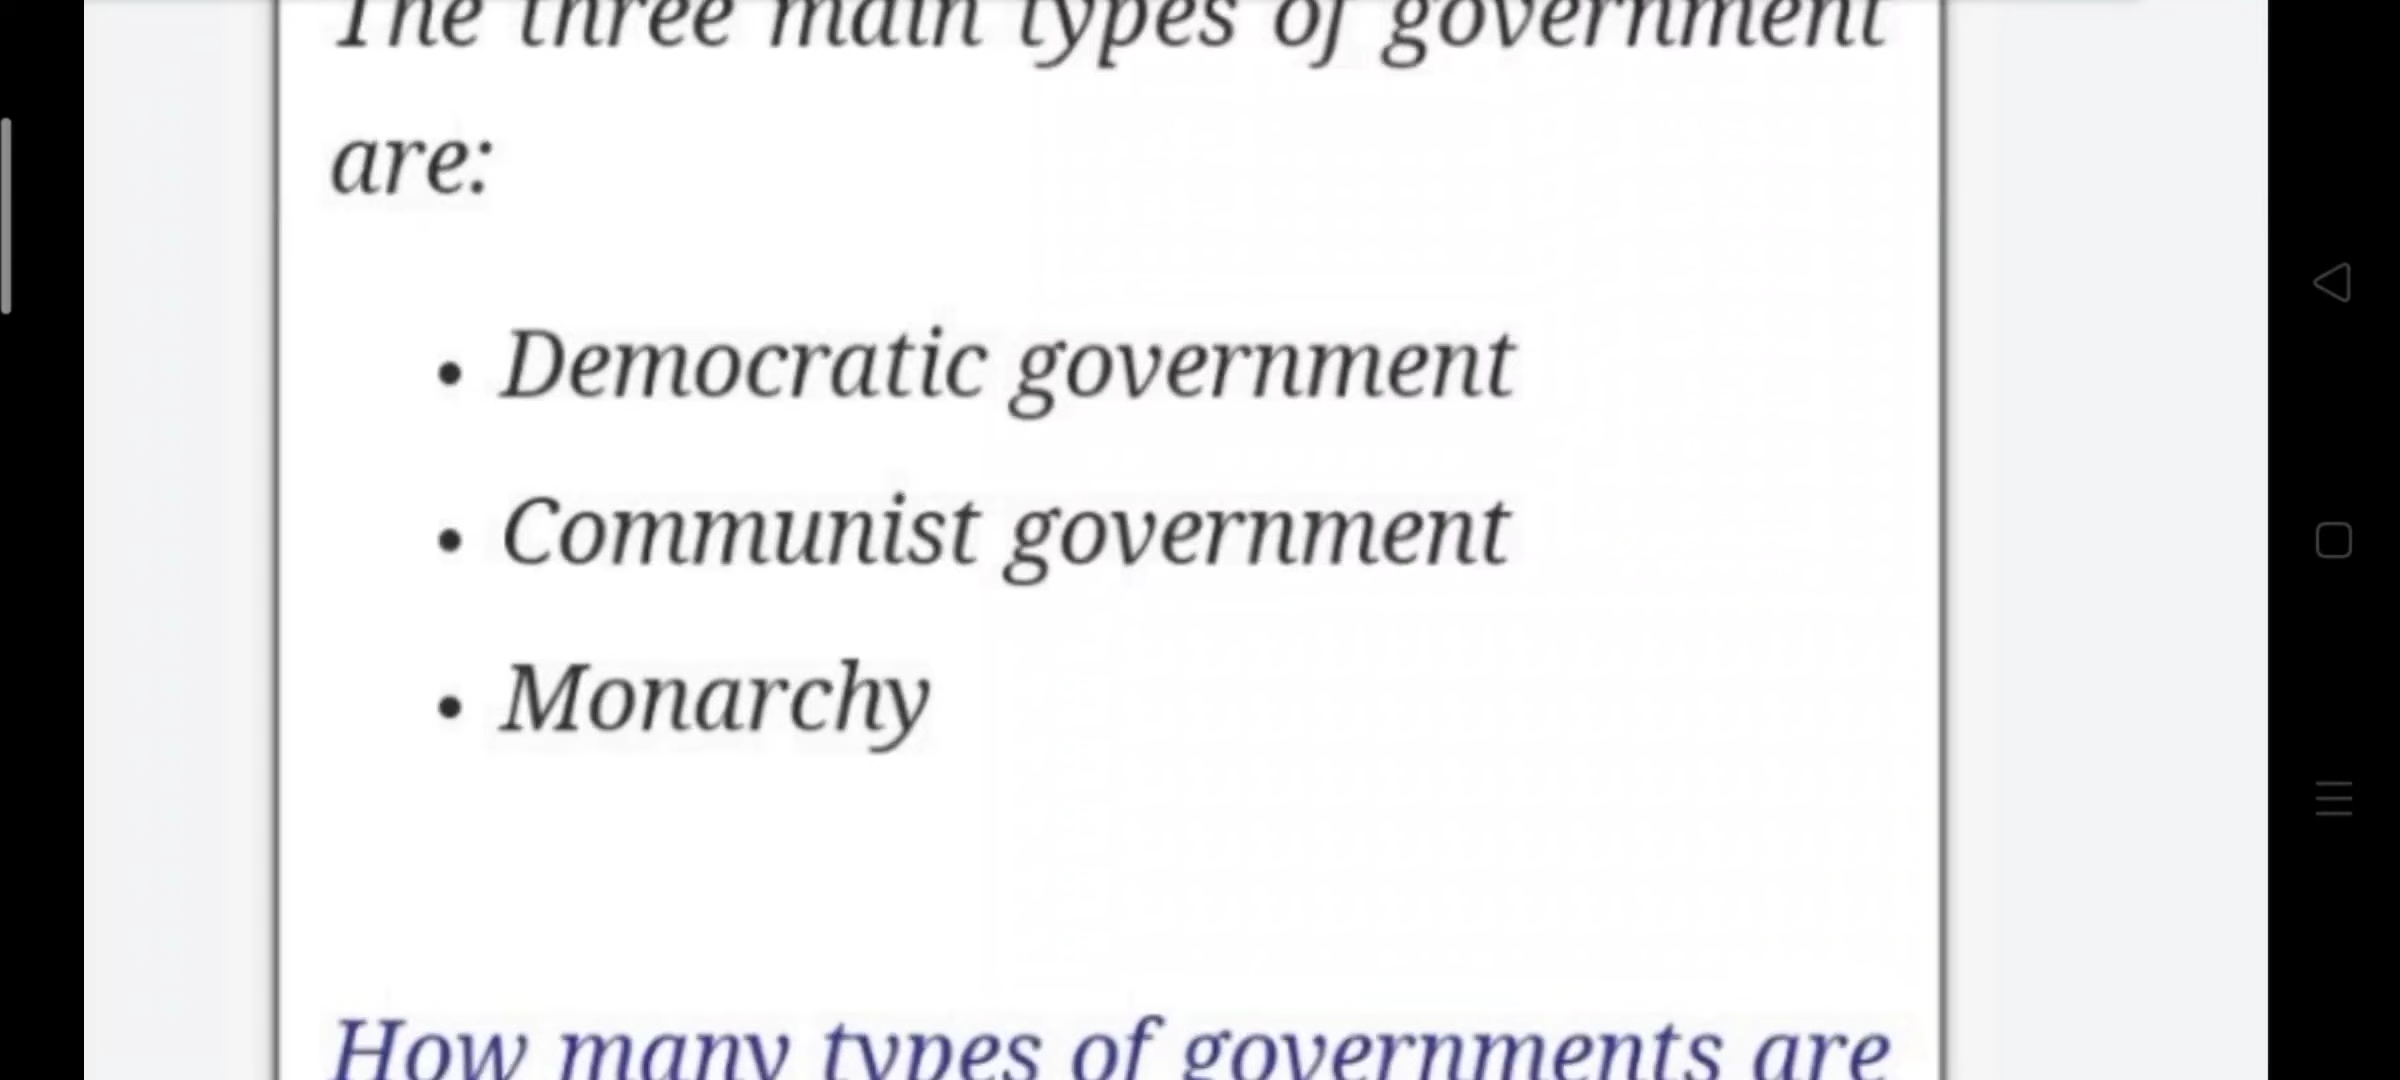 The three main types of government
are:
• Democratic government
• Communist government
• Monarchy
How many types of governments are